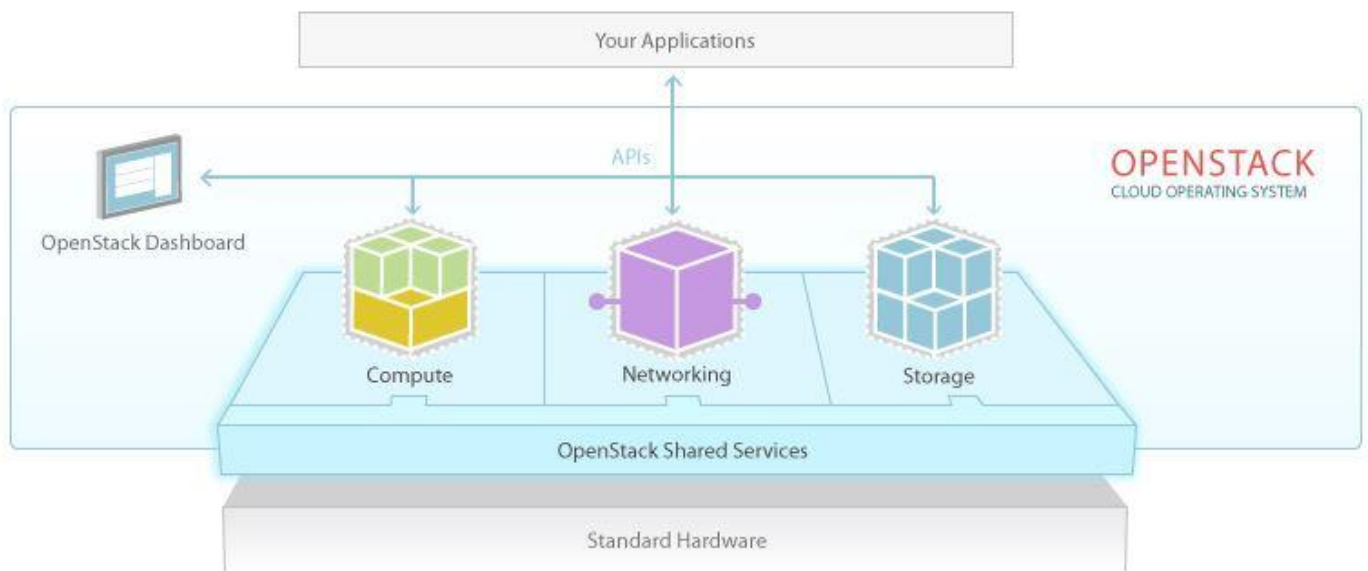 Your Applications
APIs
OPENSTACK
CLOUD OPERATING SYSTEM
OpenStack Dashboard
Compute
Networking
Storage
OpenStack Shared Services
Standard Hardware